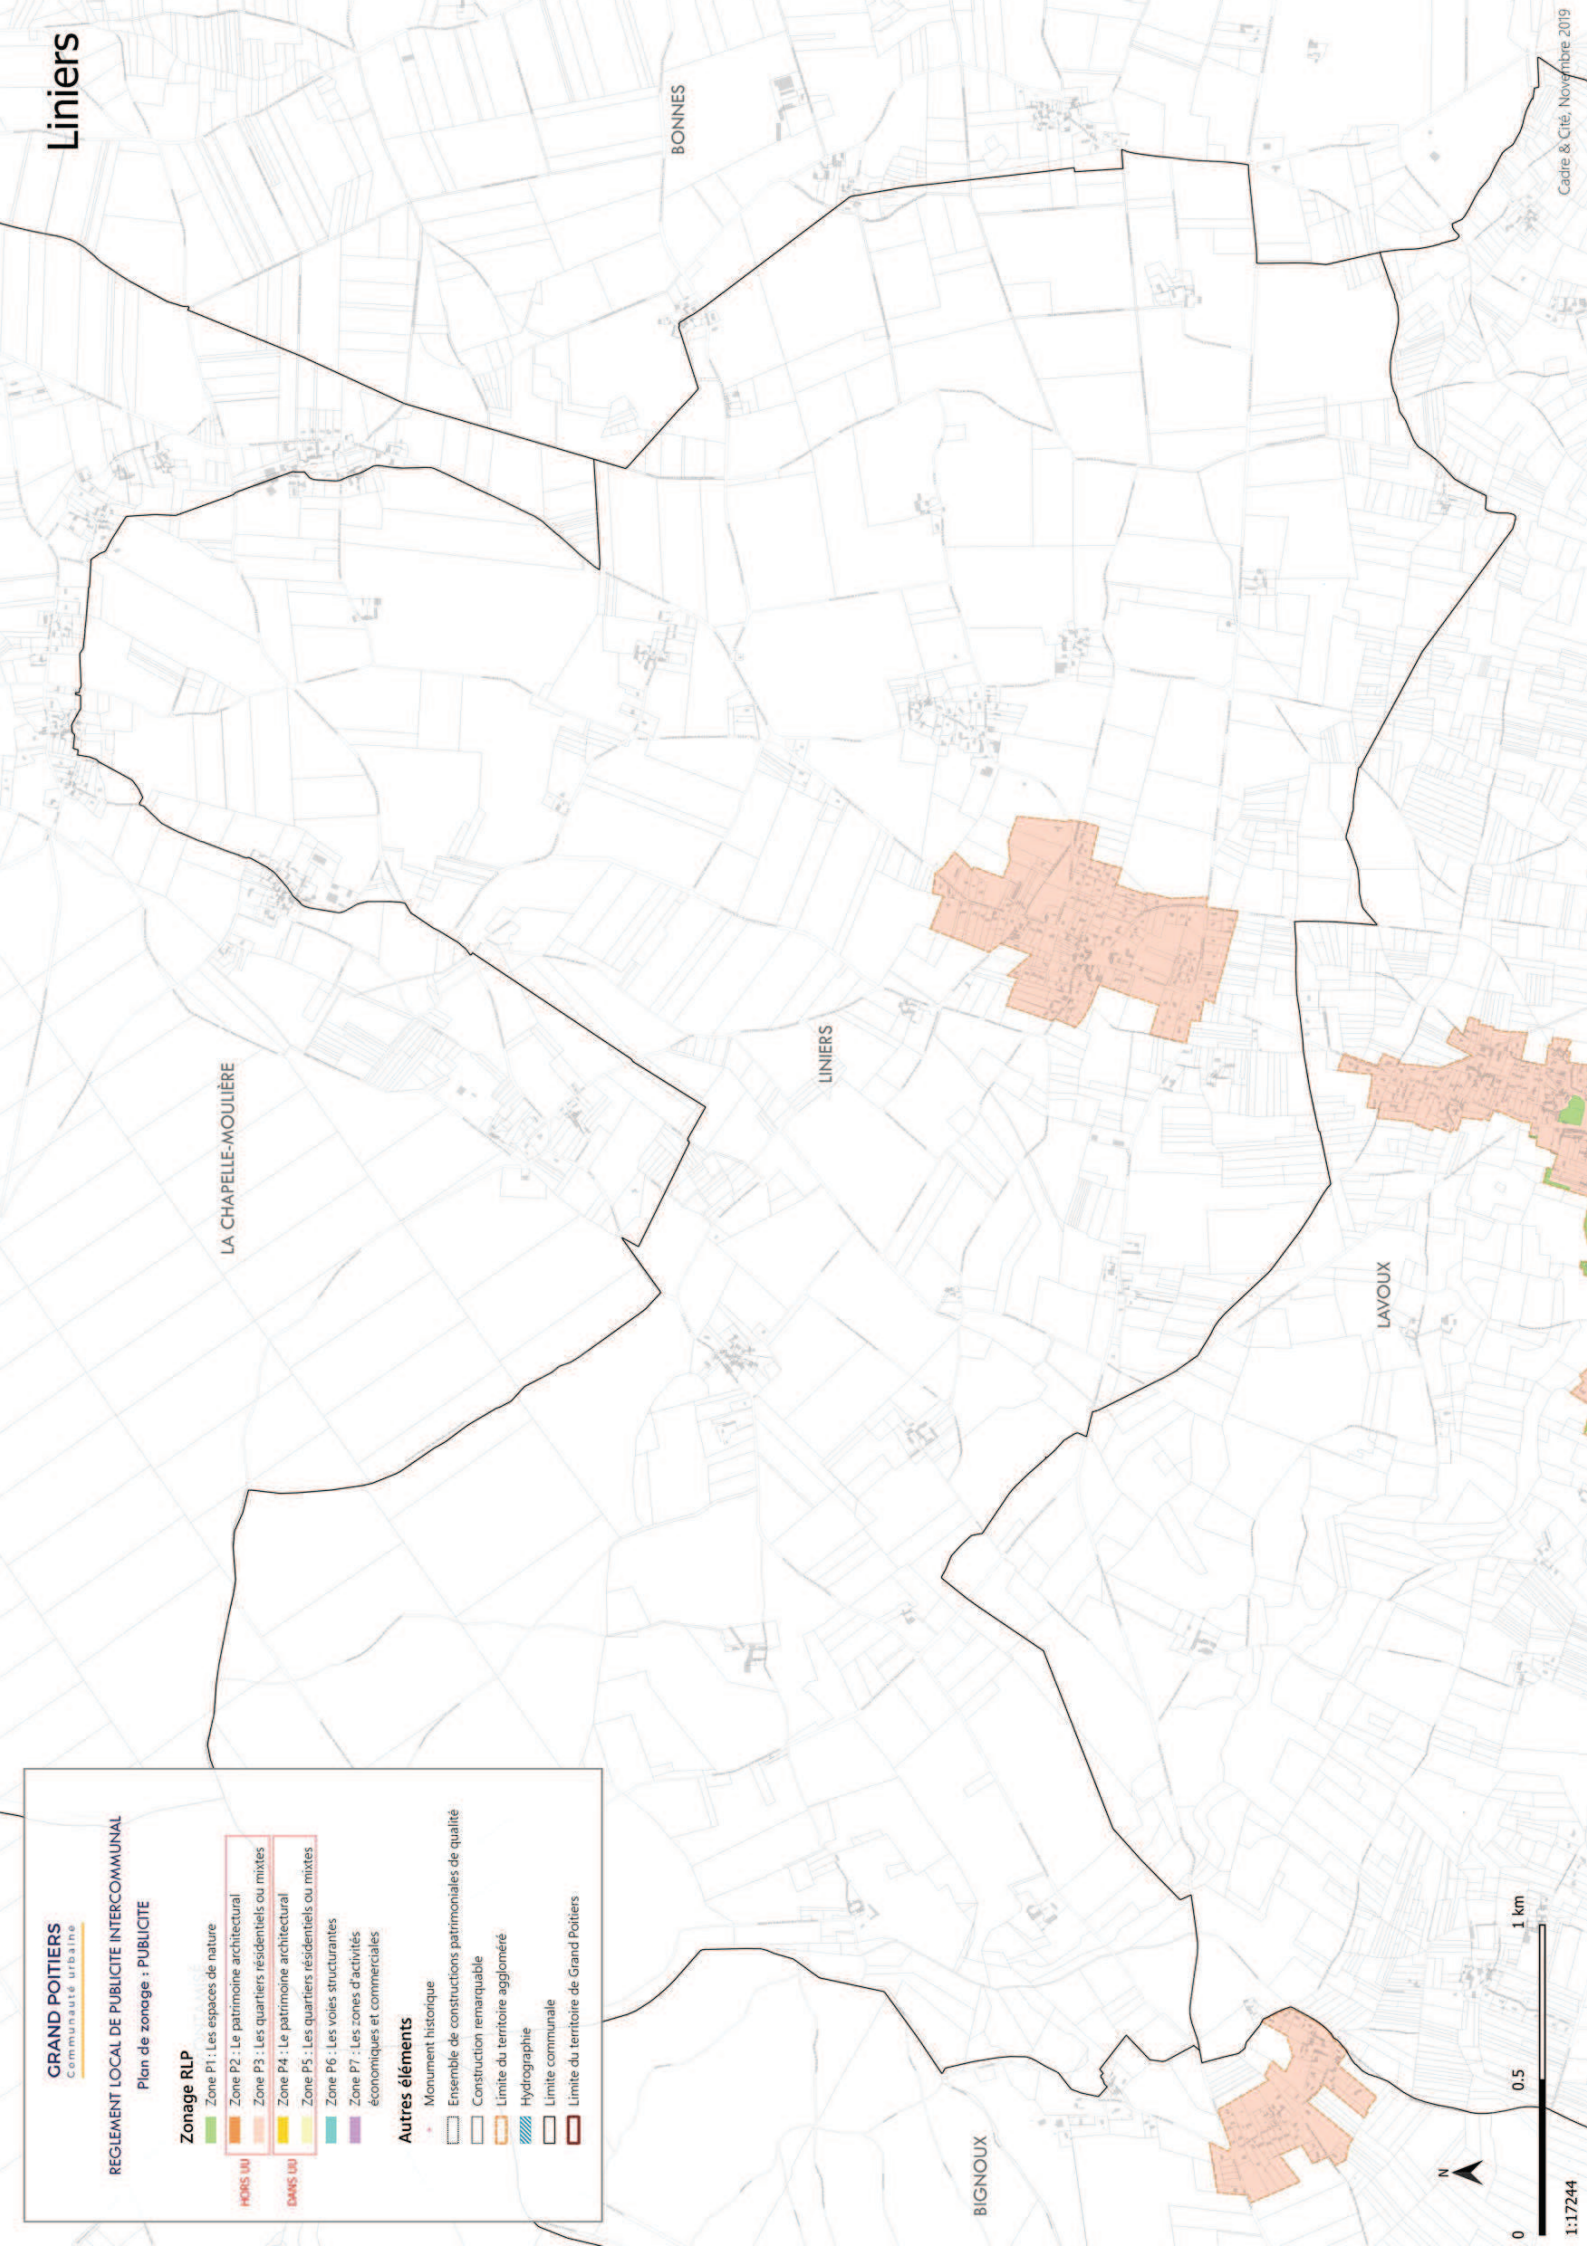 Liniers
GRAND POITIERS
Communauté urbaine
REGLEMENT LOCAL DE PUBLICITE INTERCOMMUNAL
Plan de zonage : PUBLICITE
Zonage RLP
Zone P1 : Les espaces de nature
HORS UU
Zone P2 : Le patrimoine architectural
Zone P3 : Les quartiers résidentiels ou mixtes
DANS UU
Zone P4 : Le patrimoine architectural
Zone P5 : Les quartiers résidentiels ou mixtes
Zone P6 : Les voies structurantes
Zone P7 : Les zones d'activités
économiques et commerciales
Autres éléments
Monument historique
Ensemble de constructions patrimoniales de qualité
Construction remarquable
Limite du territoire aggloméré
Hydrographie
Limite communale
Limite du territoire de Grand Poitiers
LA CHAPELLE-MOULIÈRE
BONNES
LINIERS
BIGNOUX
LAVOUX
N
0 0.5 1 km
1:17244
Cadre & Cité, Novembre 2019